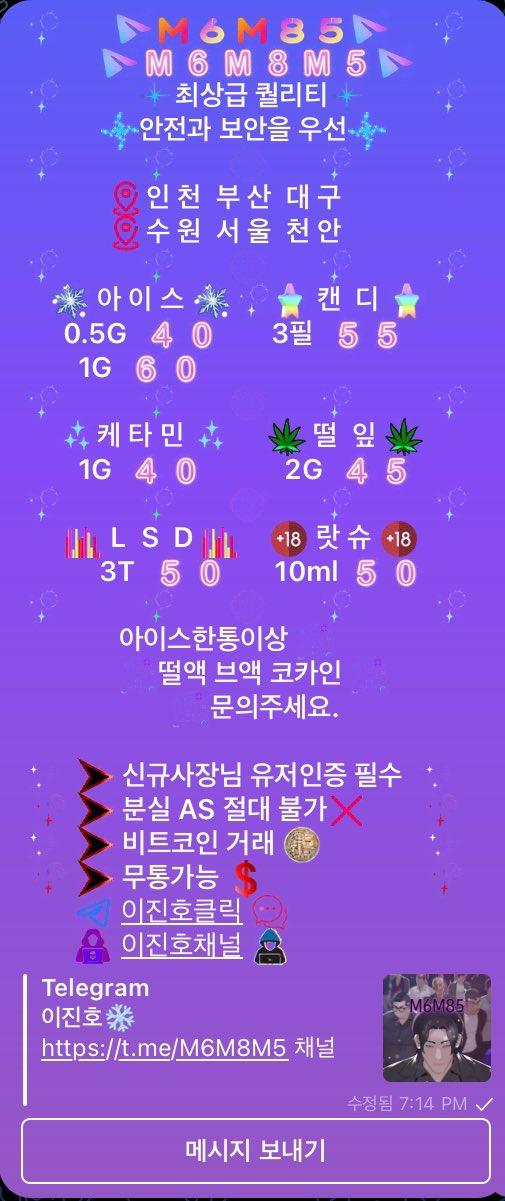 M6M85
M6M8M5
최상급 퀄리티
안전과 보안을 우선
인천 부산 대구
수원 서울 천안
아이스 캔디
0.5G 40 3필 55
1G 60
케타민 떨 잎
1G 40 2G 45
LSD +18 랏슈 +18
3T 50 10ml 50
아이스한통이상
떨액 브액 코카인
문의주세요.
신규사장님 유저인증 필수
분실 AS 절대 불가
비트코인 거래
무통가능
이진호클릭
이진호채널
Telegram
이진호
https://t.me/M6M8M5 채널
M6M85
수정됨 7:14 PM
메시지 보내기